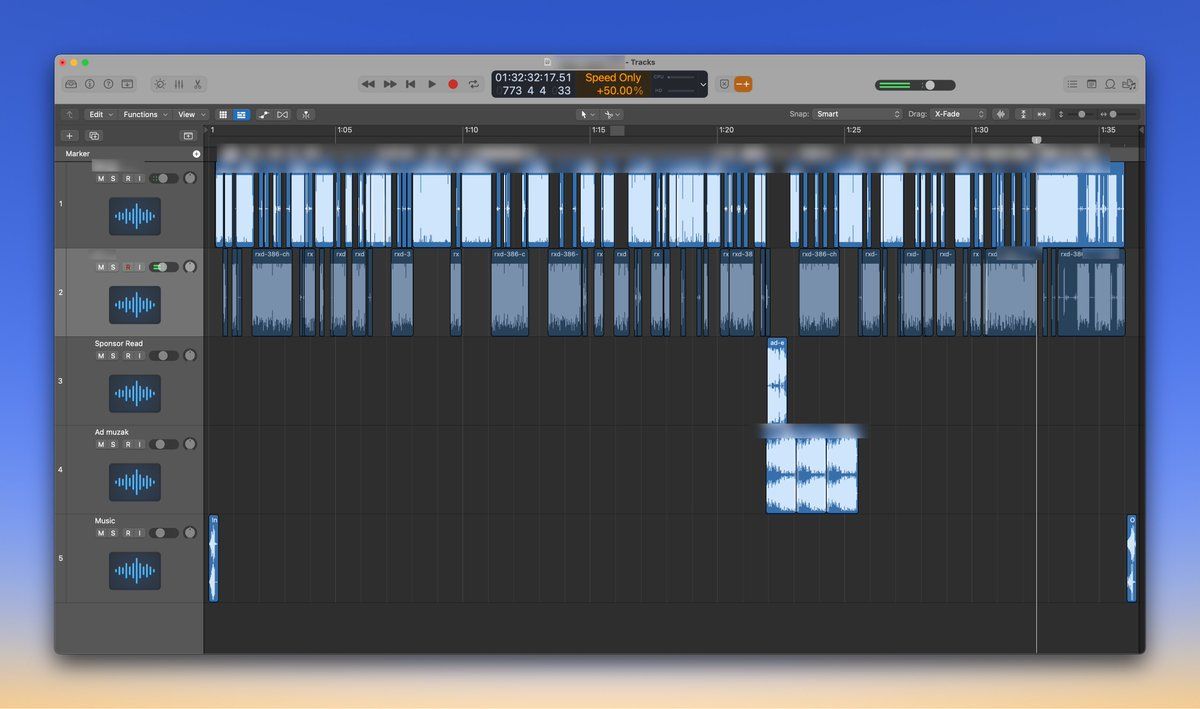 - Tracks
01:32:32:17.51 Speed Only CPU
773 4 4 33 +50.00% HD
Edit Functions View Snap: Smart Drag: X-Fade
1 1:05 1:10 1:15 1:20 1:25 1:30 1:35
Marker
M S R I
1
rxd-386-ch rx rxd rxd rxd-3 rx rxd-386-c rxd-386- rx rxd rx rx rxd-38 rxd-386-ch rxd- rxd- rxd- rx rxd rxd-38
M S R I
2
Sponsor Read
M S R I
ad-e
3
Ad muzak
M S R I
4
Music
M S R I
In O
5